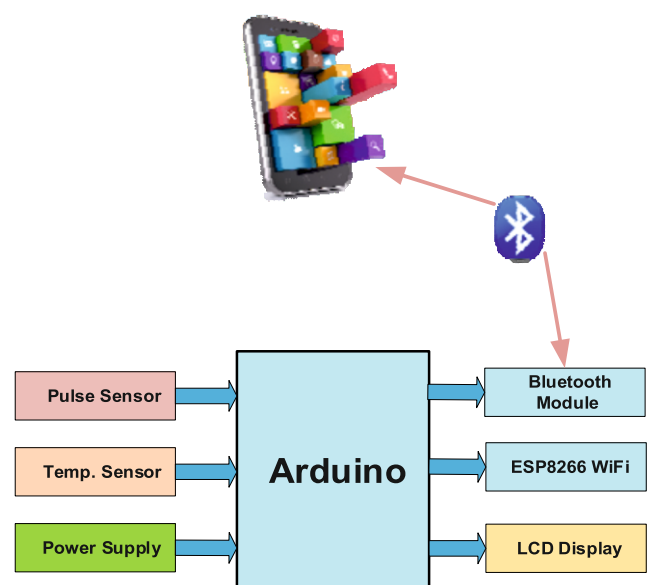 Pulse Sensor
Temp. Sensor
Power Supply
Arduino
Bluetooth
Module
ESP8266 WiFi
LCD Display